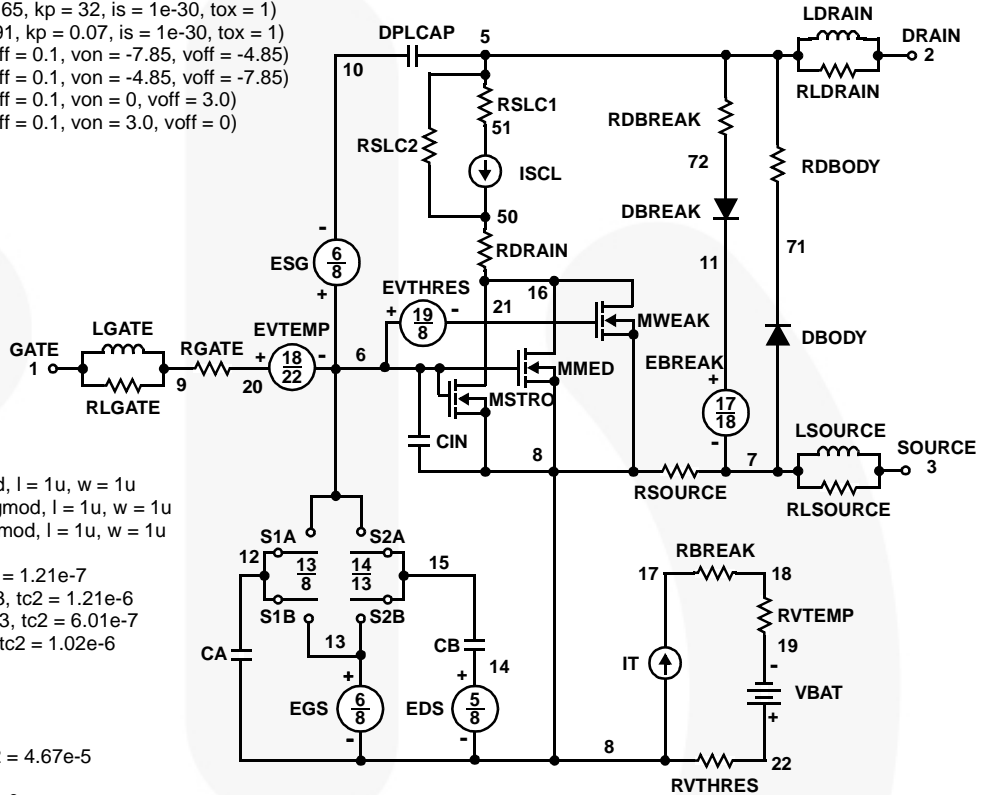 65, kp = 32, is = 1e-30, tox = 1)
91, kp = 0.07, is = 1e-30, tox = 1)
ff = 0.1, von = -7.85, voff = -4.85)
ff = 0.1, von = -4.85, voff = -7.85)
ff = 0.1, von = 0, voff = 3.0)
ff = 0.1, von = 3.0, voff = 0)
LDRAIN
DPLCAP
5
DRAIN
2
10
RLDRAIN
RSLC1
RDBREAK
51
RSLC2
72
RDBODY
ISCL
DBREAK
50
71
RDRAIN
ESG
6
8
11
EVTHRES
16
21
19
8
MWEAK
LGATE
EVTEMP
DBODY
GATE
1
RGATE
18
22
6
EBREAK
MMED
9
20
MSTRO
17
18
RLGATE
LSOURCE
CIN
8
7
SOURCE
3
RSOURCE
RLSOURCE
d, l = 1u, w = 1u
gmod, l = 1u, w = 1u
mod, l = 1u, w = 1u
S1A
S2A
RBREAK
12
13
8
14
13
15
17
18
= 1.21e-7
3, tc2 = 1.21e-6
3, tc2 = 6.01e-7
tc2 = 1.02e-6
S1B
S2B
RVTEMP
13
CB
19
CA
14
IT
VBAT
EGS
6
8
EDS
5
8
8
22
= 4.67e-5
RVTHRES